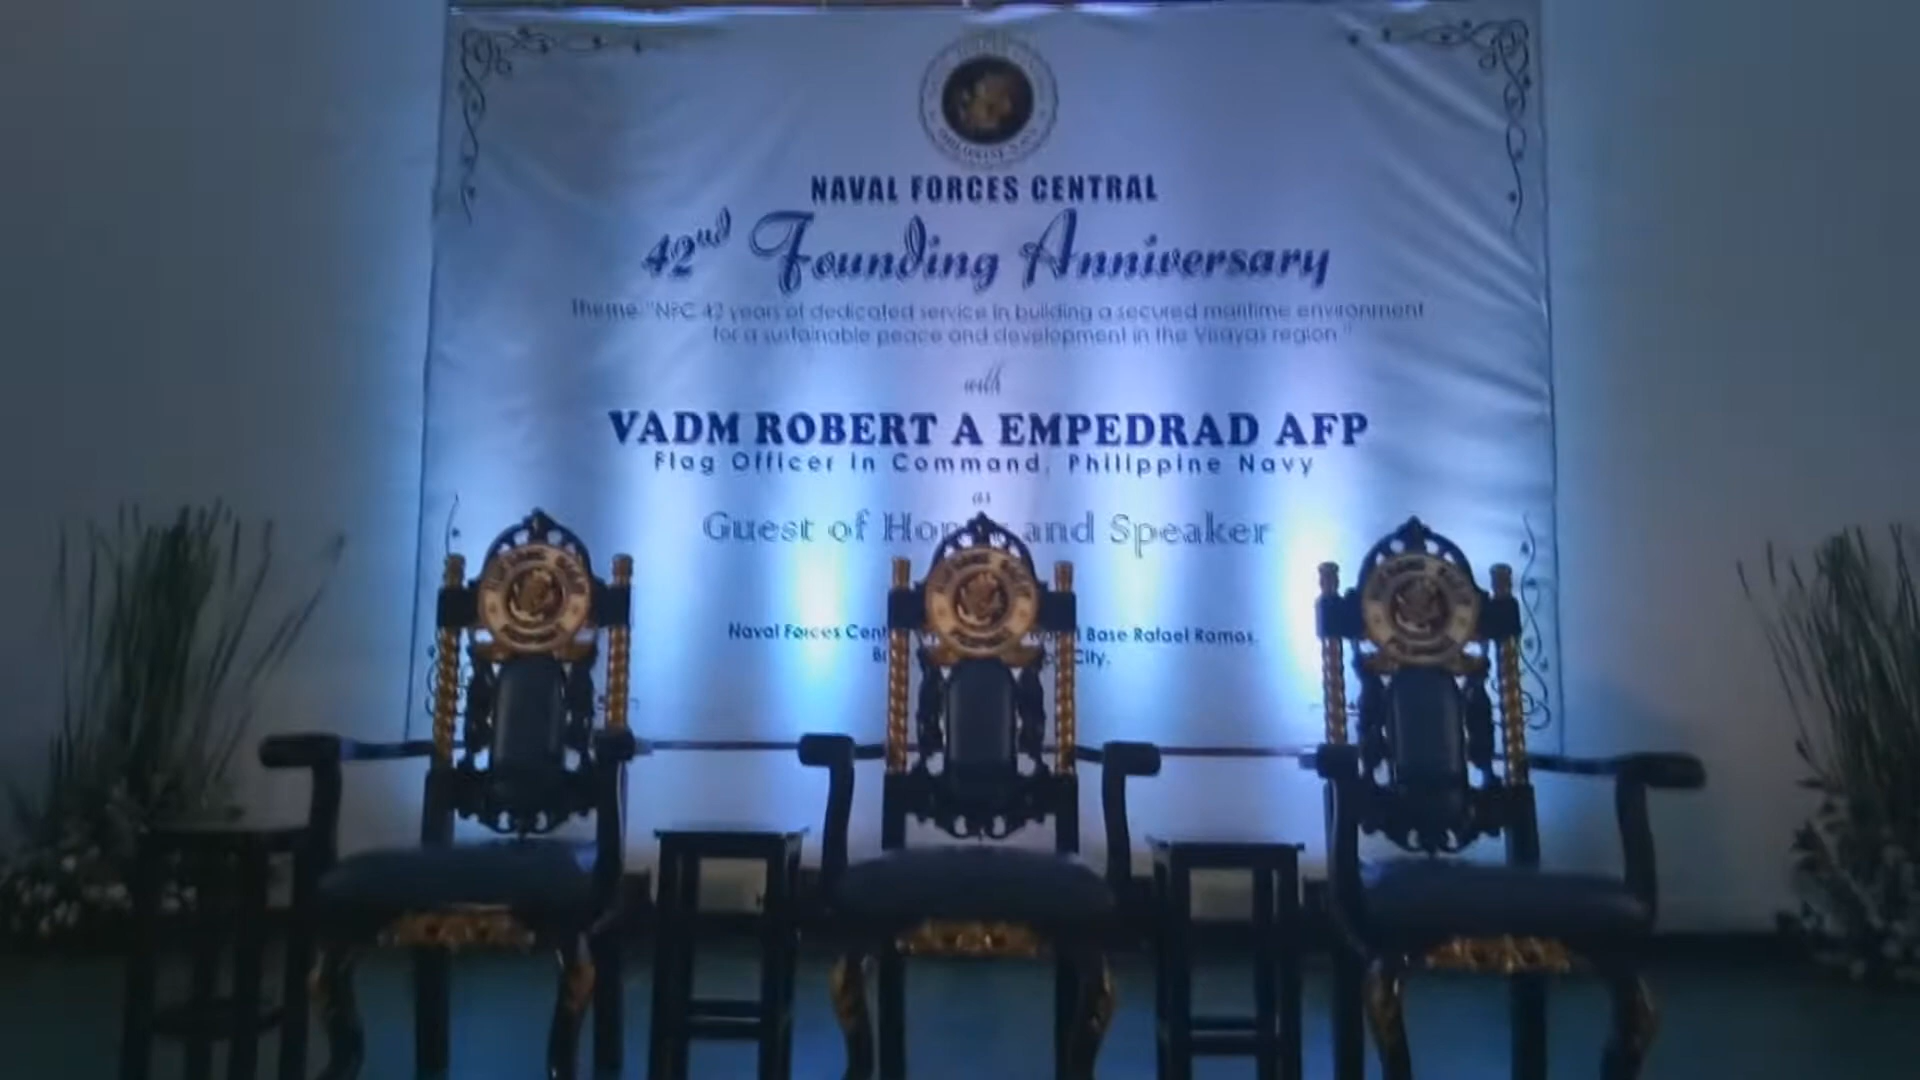 NAVAL FORCES CENTRAL
42nd Founding Anniversary
Theme: "NFC 42 years of dedicated service in building a secured maritime environment
for a sustainable peace and development in the Visayas region."
with
VADM ROBERT A EMPEDRAD AFP
Flag Officer In Command, Philippine Navy
as
Guest of Honor and Speaker
Naval Forces Base Rafael Ramos,
City.